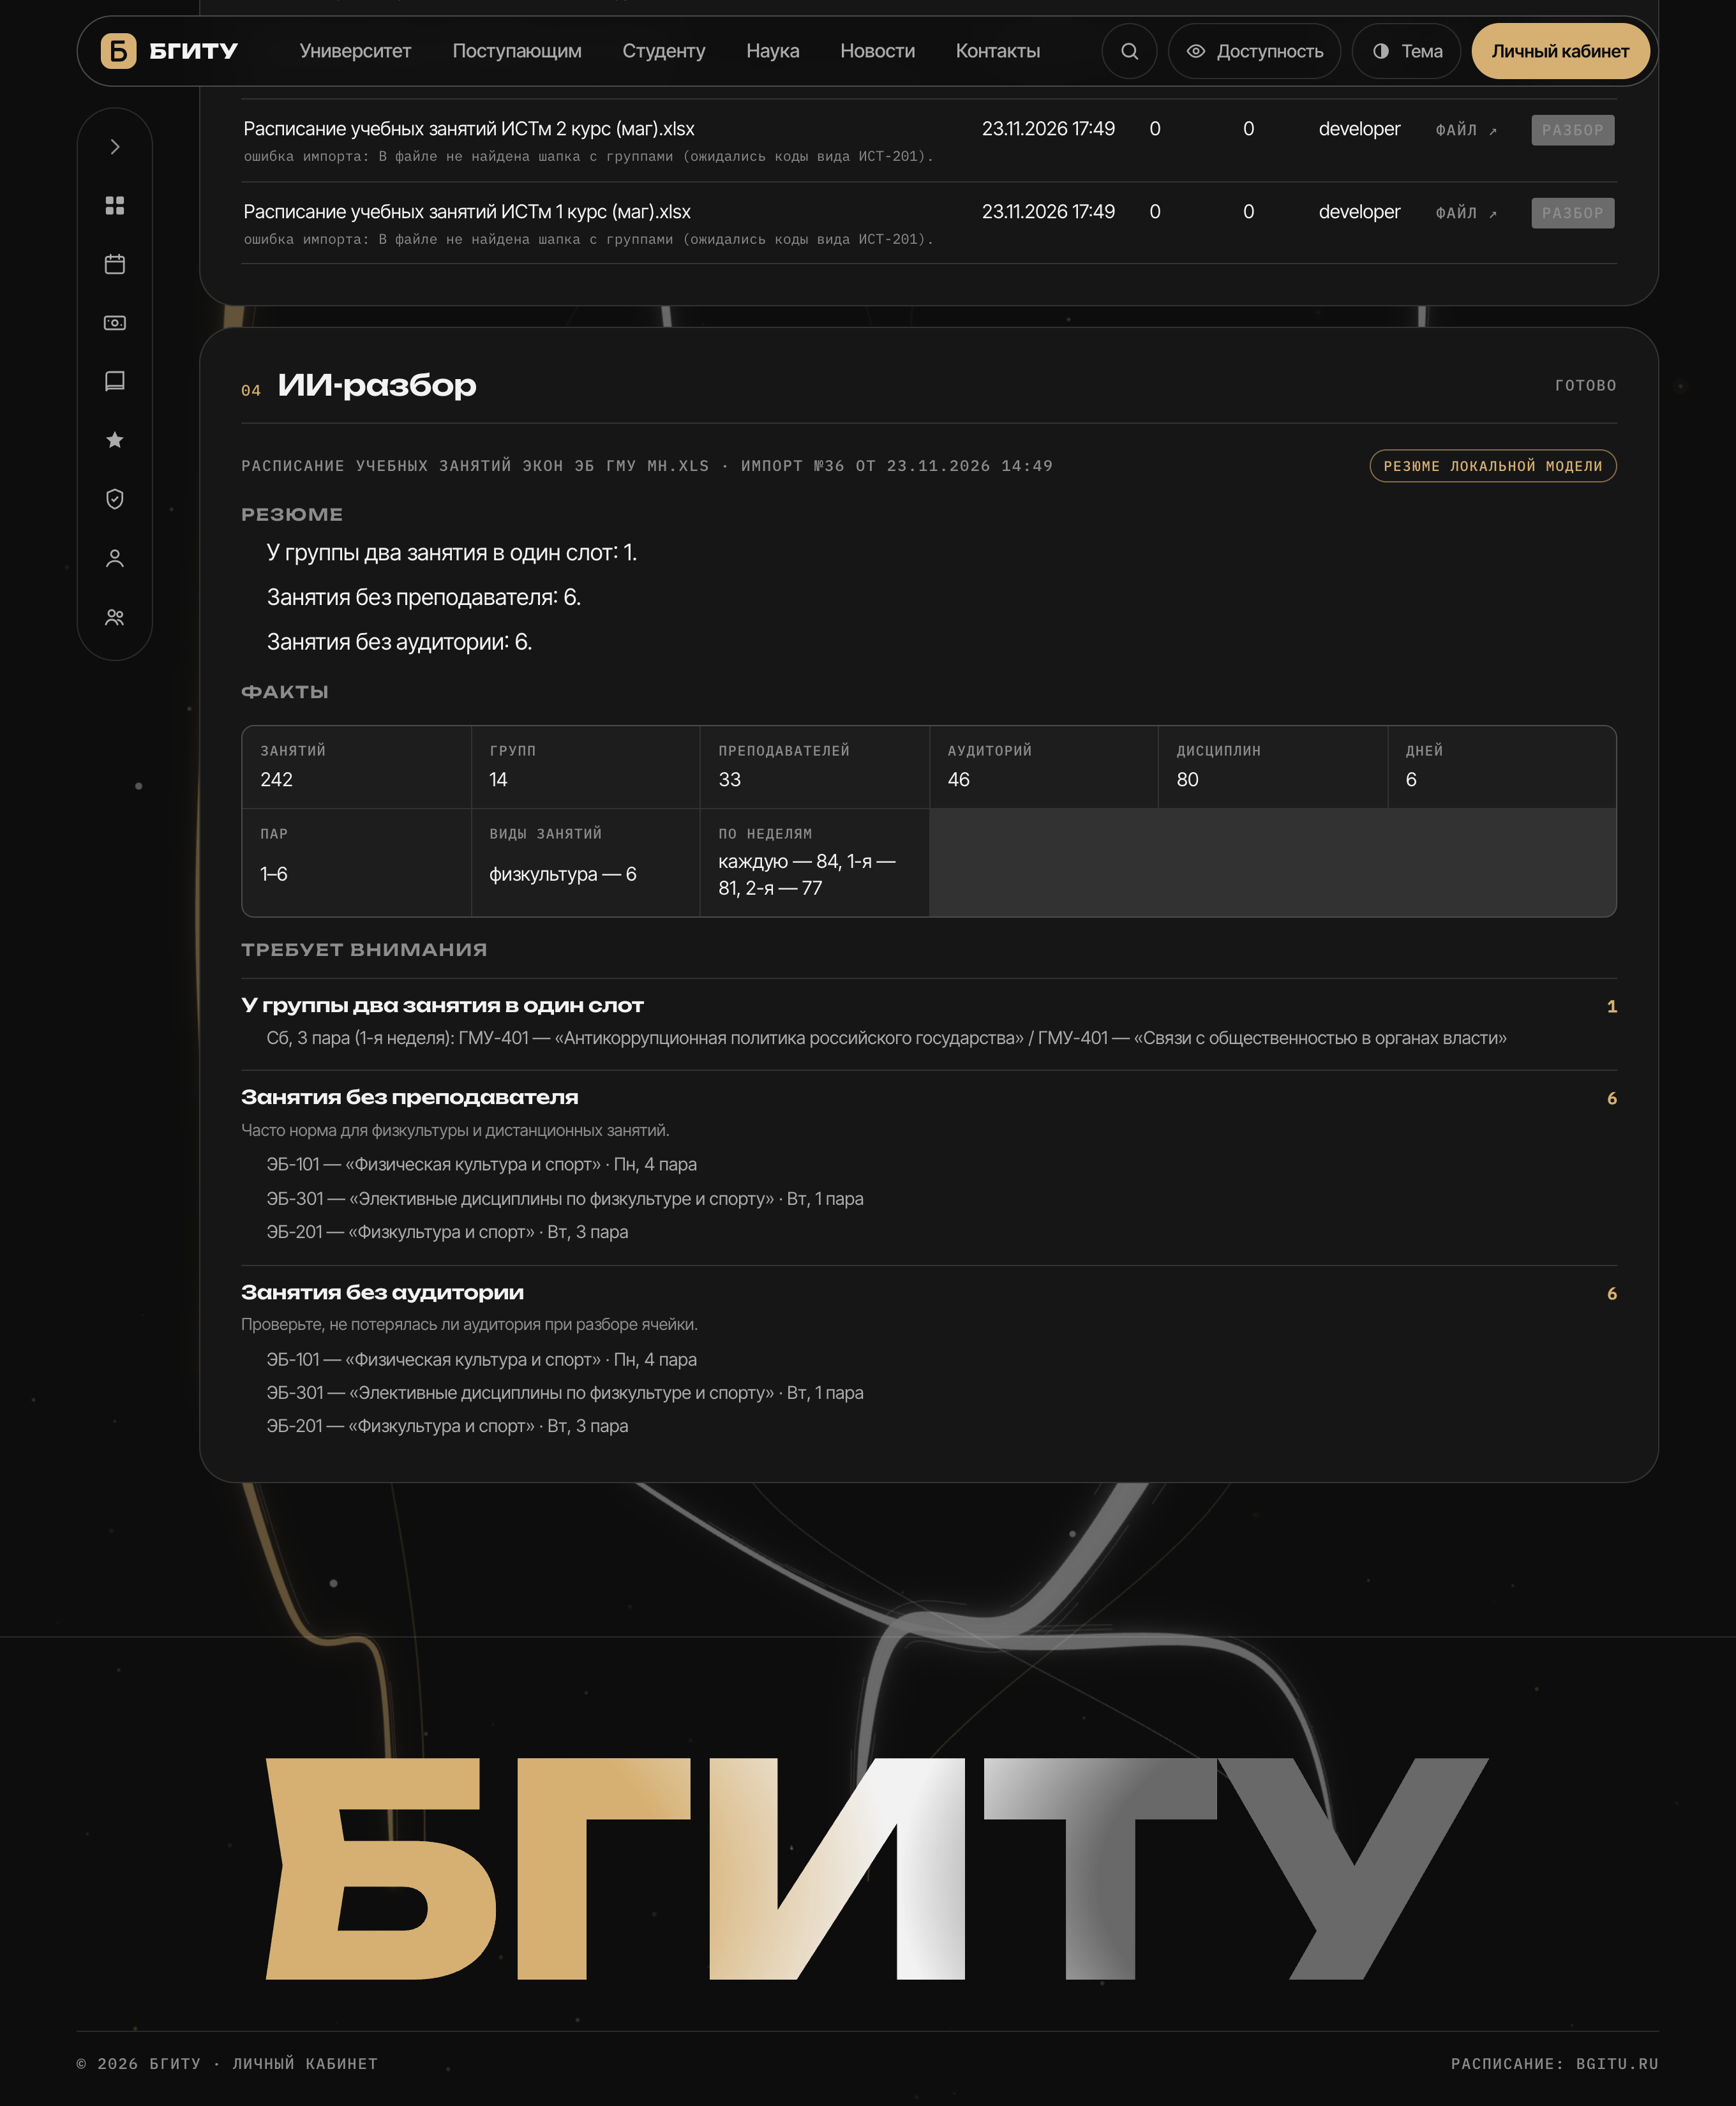 Б БГИТУ Университет Поступающим Студенту Наука Новости Контакты Доступность Тема Личный кабинет
Расписание учебных занятий ИСТм 2 курс (маг).xlsx 23.11.2026 17:49 0 0 developer ФАЙЛ ↗ РАЗБОР
ошибка импорта: В файле не найдена шапка с группами (ожидались коды вида ИСТ-201).
Расписание учебных занятий ИСТм 1 курс (маг).xlsx 23.11.2026 17:49 0 0 developer ФАЙЛ ↗ РАЗБОР
ошибка импорта: В файле не найдена шапка с группами (ожидались коды вида ИСТ-201).
04 ИИ-разбор ГОТОВО
РАСПИСАНИЕ УЧЕБНЫХ ЗАНЯТИЙ ЭКОН ЭБ ГМУ МН.XLS · ИМПОРТ №36 ОТ 23.11.2026 14:49 РЕЗЮМЕ ЛОКАЛЬНОЙ МОДЕЛИ
РЕЗЮМЕ
У группы два занятия в один слот: 1.
Занятия без преподавателя: 6.
Занятия без аудитории: 6.
ФАКТЫ
ЗАНЯТИЙ ГРУПП ПРЕПОДАВАТЕЛЕЙ АУДИТОРИЙ ДИСЦИПЛИН ДНЕЙ
242 14 33 46 80 6
ПАР ВИДЫ ЗАНЯТИЙ ПО НЕДЕЛЯМ
1–6 физкультура — 6 каждую — 84, 1-я —
81, 2-я — 77
ТРЕБУЕТ ВНИМАНИЯ
У группы два занятия в один слот 1
Сб, 3 пара (1-я неделя): ГМУ-401 — «Антикоррупционная политика российского государства» / ГМУ-401 — «Связи с общественностью в органах власти»
Занятия без преподавателя 6
Часто норма для физкультуры и дистанционных занятий.
ЭБ-101 — «Физическая культура и спорт» · Пн, 4 пара
ЭБ-301 — «Элективные дисциплины по физкультуре и спорту» · Вт, 1 пара
ЭБ-201 — «Физкультура и спорт» · Вт, 3 пара
Занятия без аудитории 6
Проверьте, не потерялась ли аудитория при разборе ячейки.
ЭБ-101 — «Физическая культура и спорт» · Пн, 4 пара
ЭБ-301 — «Элективные дисциплины по физкультуре и спорту» · Вт, 1 пара
ЭБ-201 — «Физкультура и спорт» · Вт, 3 пара
БГИТУ
© 2026 БГИТУ · ЛИЧНЫЙ КАБИНЕТ РАСПИСАНИЕ: BGITU.RU